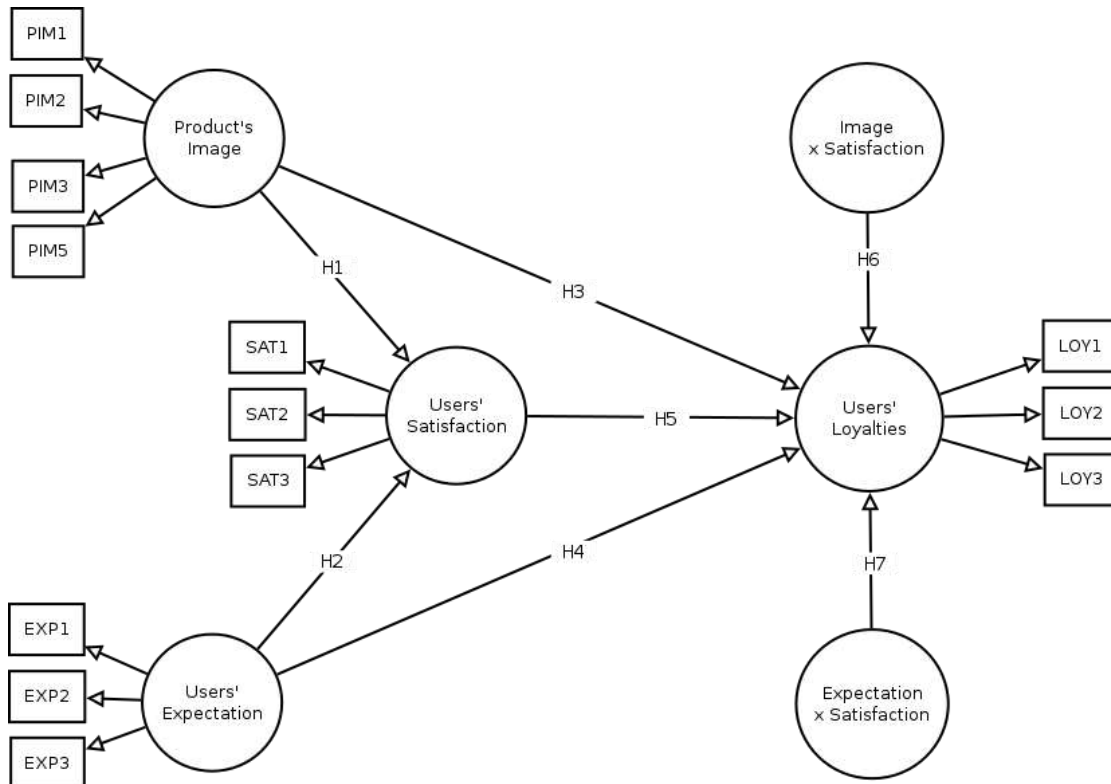 PIM1
PIM2
PIM3
PIM5
Product's
Image
Image
x Satisfaction
H1
H3
H6
SAT1
SAT2
SAT3
Users'
Satisfaction
H5
Users'
Loyalties
LOY1
LOY2
LOY3
H2
H4
H7
EXP1
EXP2
EXP3
Users'
Expectation
Expectation
x Satisfaction